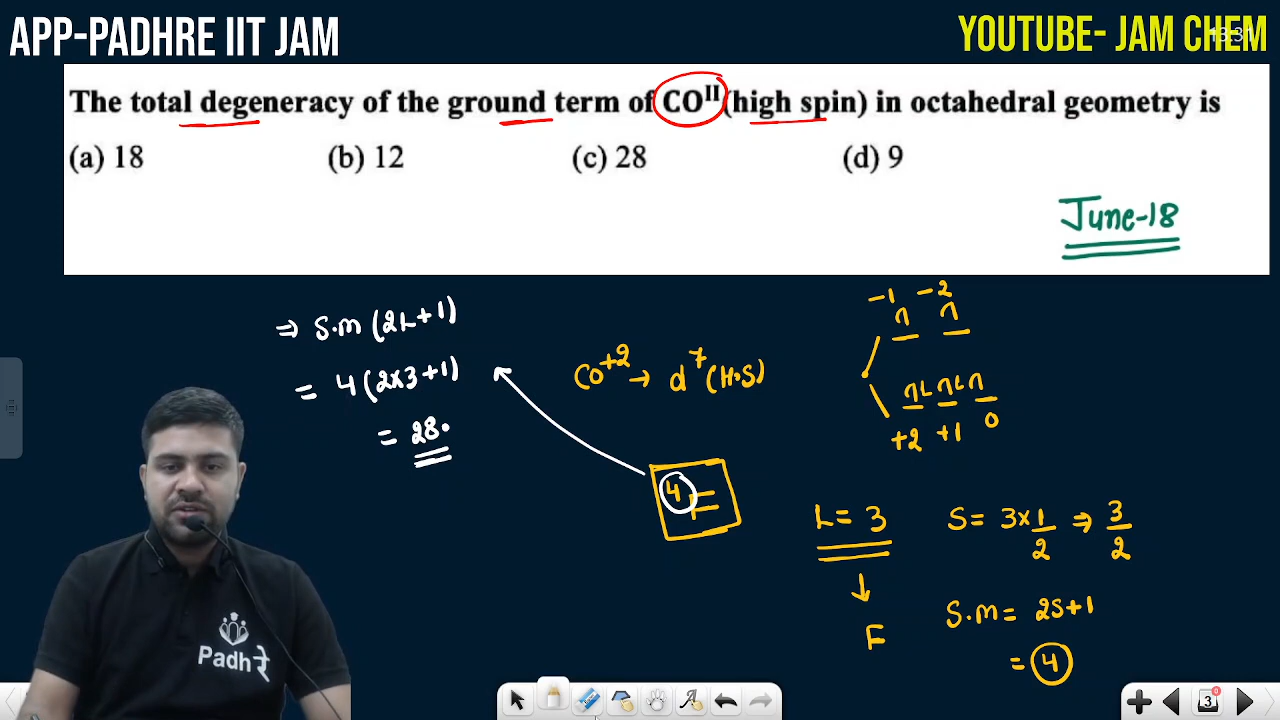 APP-PADHRE IIT JAM
YOUTUBE- JAM CHEM
The total degeneracy of the ground term of CO^II (high spin) in octahedral geometry is
(a) 18 (b) 12 (c) 28 (d) 9
June-18
⇒ S.m (2L+1)
= 4 (2×3+1)
= 28.
Co+2 → d7 (H.S)
-1 -2
+2 +1 0
4F
L = 3
↓
F
S = 3×1/2 ⇒ 3/2
S.m = 2S+1
= 4
Padhरे
3